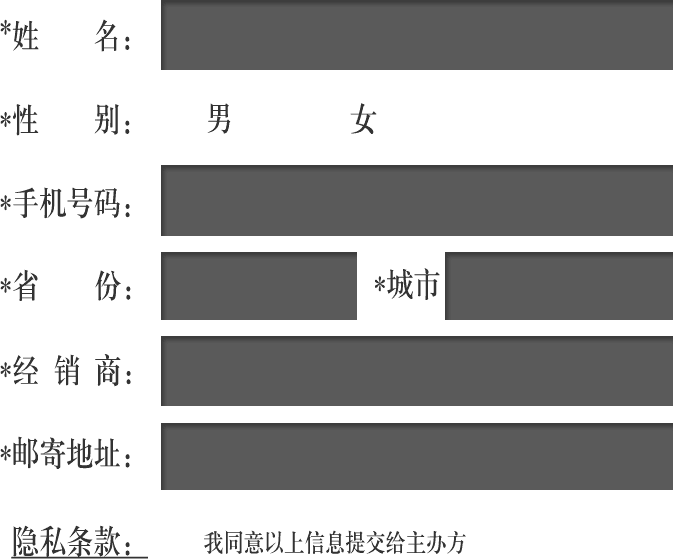 *姓 名：
*性 别： 男 女
*手机号码：
*省 份： *城市
*经 销 商：
*邮寄地址：
隐私条款： 我同意以上信息提交给主办方